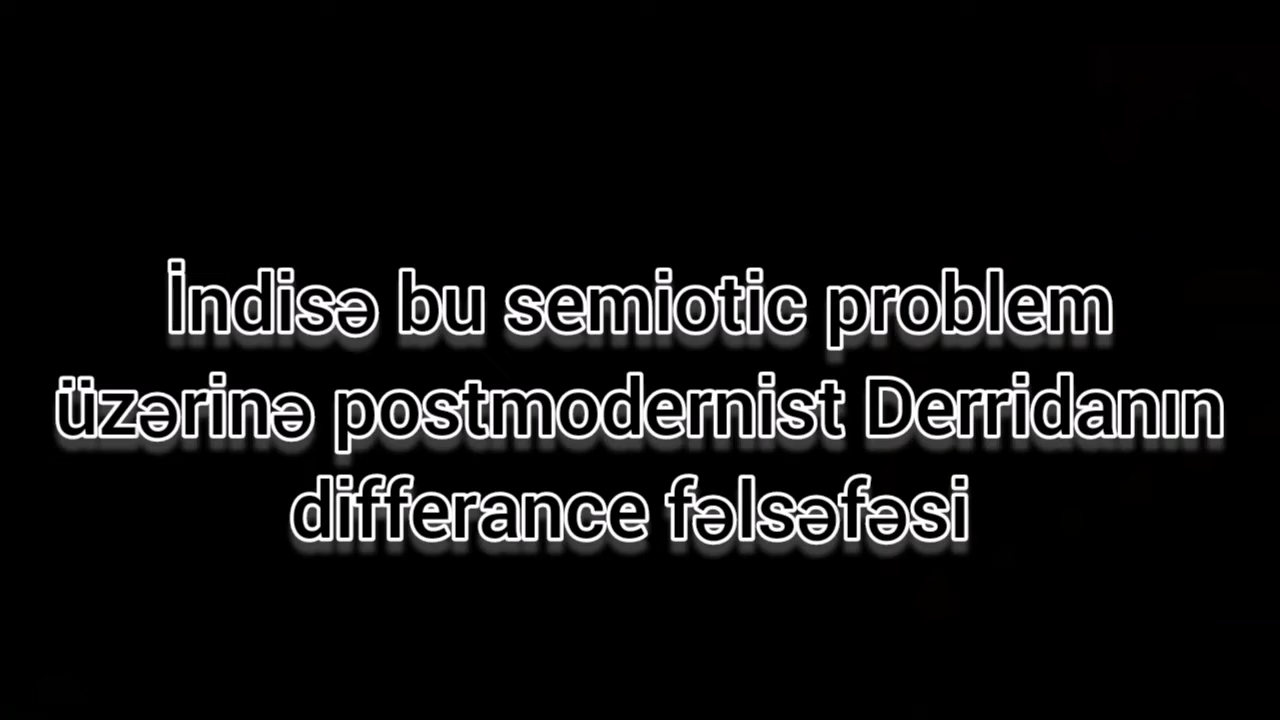 İndisə bu semiotic problem
üzərinə postmodernist Derridanın
differance fəlsəfəsi